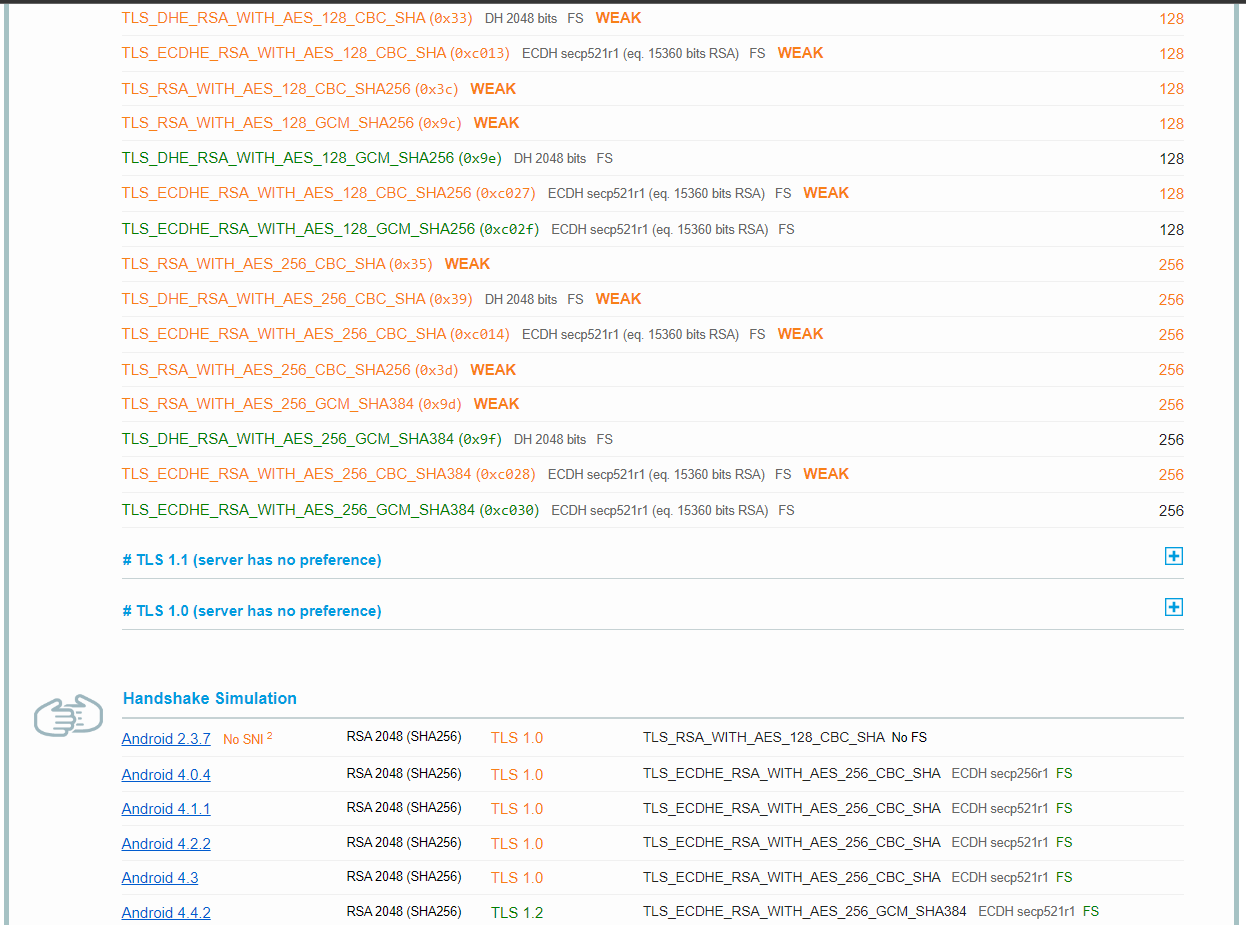 TLS_DHE_RSA_WITH_AES_128_CBC_SHA (0x33) DH 2048 bits FS WEAK 128
TLS_ECDHE_RSA_WITH_AES_128_CBC_SHA (0xc013) ECDH secp521r1 (eq. 15360 bits RSA) FS WEAK 128
TLS_RSA_WITH_AES_128_CBC_SHA256 (0x3c) WEAK 128
TLS_RSA_WITH_AES_128_GCM_SHA256 (0x9c) WEAK 128
TLS_DHE_RSA_WITH_AES_128_GCM_SHA256 (0x9e) DH 2048 bits FS 128
TLS_ECDHE_RSA_WITH_AES_128_CBC_SHA256 (0xc027) ECDH secp521r1 (eq. 15360 bits RSA) FS WEAK 128
TLS_ECDHE_RSA_WITH_AES_128_GCM_SHA256 (0xc02f) ECDH secp521r1 (eq. 15360 bits RSA) FS 128
TLS_RSA_WITH_AES_256_CBC_SHA (0x35) WEAK 256
TLS_DHE_RSA_WITH_AES_256_CBC_SHA (0x39) DH 2048 bits FS WEAK 256
TLS_ECDHE_RSA_WITH_AES_256_CBC_SHA (0xc014) ECDH secp521r1 (eq. 15360 bits RSA) FS WEAK 256
TLS_RSA_WITH_AES_256_CBC_SHA256 (0x3d) WEAK 256
TLS_RSA_WITH_AES_256_GCM_SHA384 (0x9d) WEAK 256
TLS_DHE_RSA_WITH_AES_256_GCM_SHA384 (0x9f) DH 2048 bits FS 256
TLS_ECDHE_RSA_WITH_AES_256_CBC_SHA384 (0xc028) ECDH secp521r1 (eq. 15360 bits RSA) FS WEAK 256
TLS_ECDHE_RSA_WITH_AES_256_GCM_SHA384 (0xc030) ECDH secp521r1 (eq. 15360 bits RSA) FS 256
# TLS 1.1 (server has no preference)
# TLS 1.0 (server has no preference)
Handshake Simulation
Android 2.3.7 No SNI 2 RSA 2048 (SHA256) TLS 1.0 TLS_RSA_WITH_AES_128_CBC_SHA No FS
Android 4.0.4 RSA 2048 (SHA256) TLS 1.0 TLS_ECDHE_RSA_WITH_AES_256_CBC_SHA ECDH secp256r1 FS
Android 4.1.1 RSA 2048 (SHA256) TLS 1.0 TLS_ECDHE_RSA_WITH_AES_256_CBC_SHA ECDH secp521r1 FS
Android 4.2.2 RSA 2048 (SHA256) TLS 1.0 TLS_ECDHE_RSA_WITH_AES_256_CBC_SHA ECDH secp521r1 FS
Android 4.3 RSA 2048 (SHA256) TLS 1.0 TLS_ECDHE_RSA_WITH_AES_256_CBC_SHA ECDH secp521r1 FS
Android 4.4.2 RSA 2048 (SHA256) TLS 1.2 TLS_ECDHE_RSA_WITH_AES_256_GCM_SHA384 ECDH secp521r1 FS